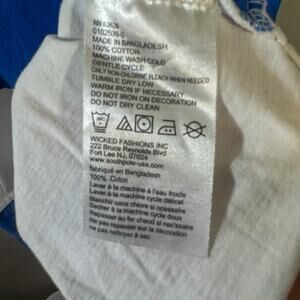 MADE IN BANGLADESH
100% COTTON
MACHINE WASH COLD
GENTLE CYCLE
ONLY NON-CHLORINE BLEACH WHEN NEEDED
TUMBLE DRY LOW
WARM IRON IF NECESSARY
DO NOT IRON ON DECORATION
DO NOT DRY CLEAN
WICKED FASHIONS INC
222 Bruce Reynolds Blvd
Fort Lee NJ, 07024
www.southpole-usa.com
fabriqué en Bangladesh
100% Coton
Laver à la machine à l'eau froide
Laver à la machine cycle délicat
Blanchir sans chlore si nécessaire
Sécher à la machine cycle doux
Repasser au fer chaud si nécessaire
ne pas repasser sur
ne pas nettoyer à sec